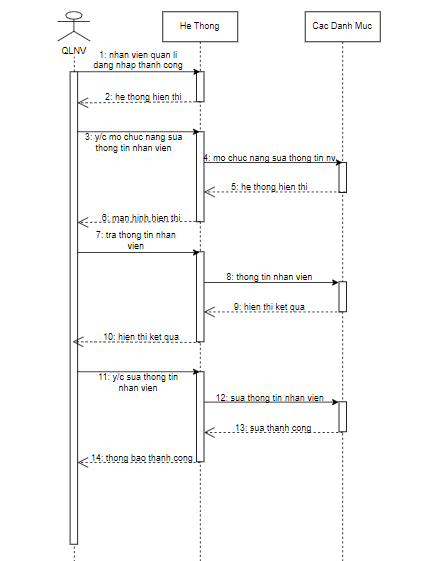 He Thong
Cac Danh Muc
QLNV
1: nhan vien quan li
dang nhap thanh cong
2: he thong hien thi
3: y/c mo chuc nang sua
thong tin nhan vien
4: mo chuc nang sua thong tin nv
5: he thong hien thi
6: man hinh hien thi
7: tra thong tin nhan
vien
8: thong tin nhan vien
9: hien thi ket qua
10: hien thi ket qua
11: y/c sua thong tin
nhan vien
12: sua thong tin nhan vien
13: sua thanh cong
14: thong bao thanh cong